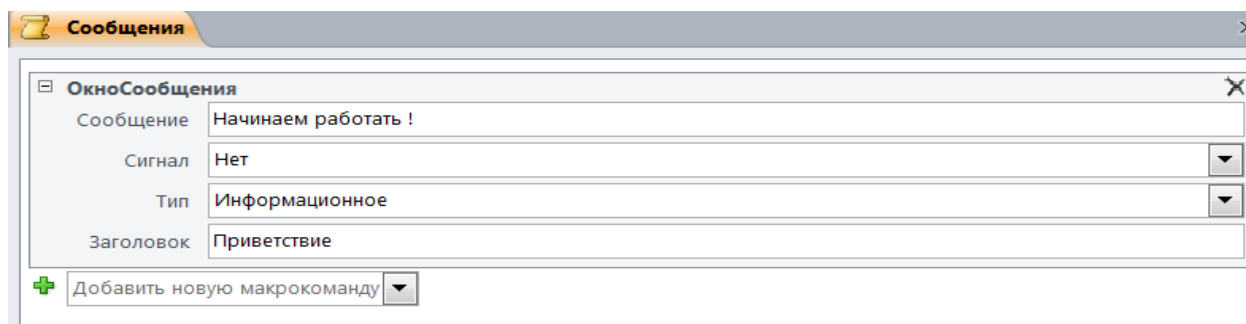 Сообщения
ОкноСообщения
Сообщение Начинаем работать !
Сигнал Нет
Тип Информационное
Заголовок Приветствие
Добавить новую макрокоманду